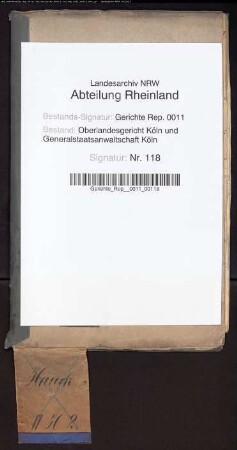 Landesarchiv NRW
Abteilung Rheinland
Bestands-Signatur: Gerichte Rep. 0011
Bestand: Oberlandesgericht Köln und
Generalstaatsanwaltschaft Köln
Signatur: Nr. 118
Gerichte_Rep._0011_00118